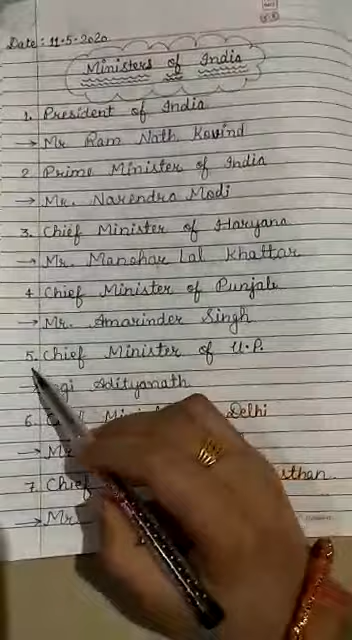 Date: 11-5-2020
Ministers of India
1. President of India
→ Mr. Ram Nath Kovind
2 Prime Minister of India
→ Mr. Narendra Modi
3. Chief Minister of Haryana
→ Mr. Manohar Lal Khattar
4 Chief Minister of Punjab
→ Mr. Amarinder Singh
5. Chief Minister of U.P.
Adityanath
6. Delhi
→
7 Chief
→ Mr.